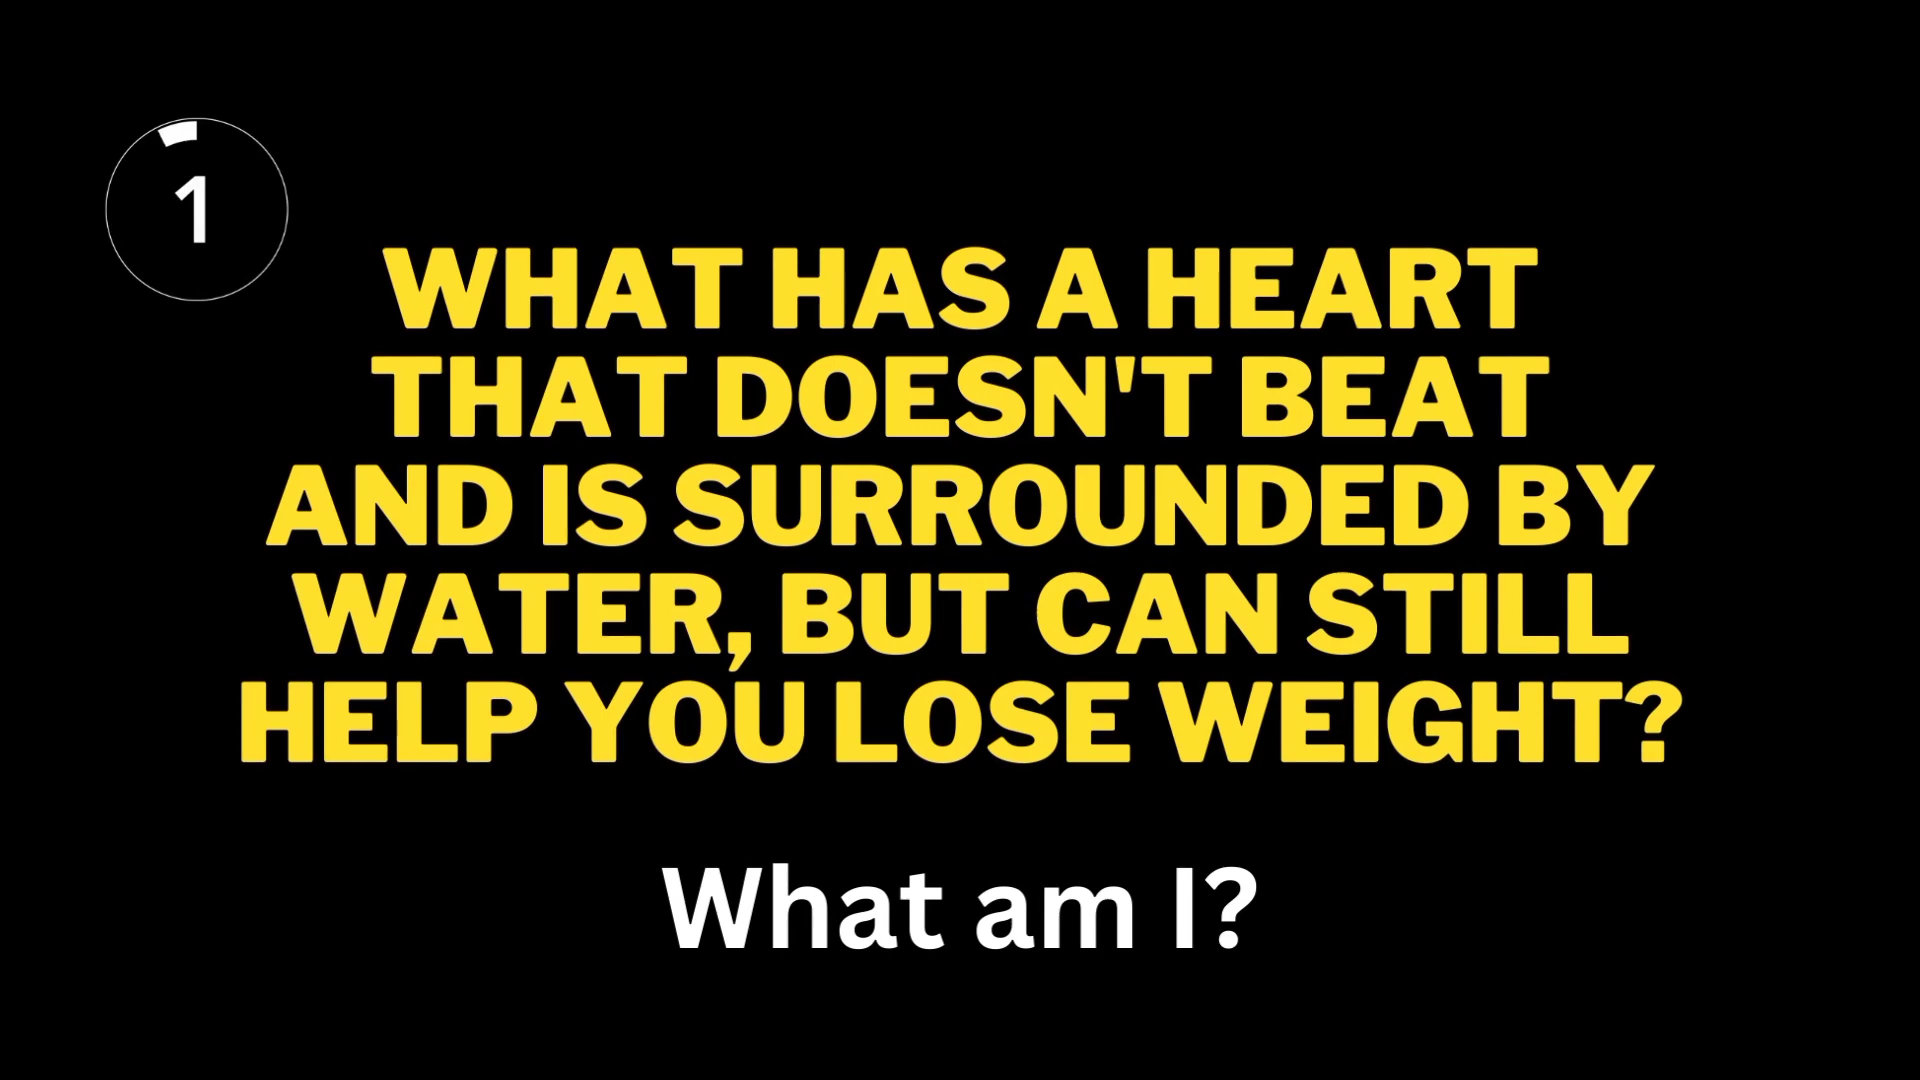 1
WHAT HAS A HEART
THAT DOESN'T BEAT
AND IS SURROUNDED BY
WATER, BUT CAN STILL
HELP YOU LOSE WEIGHT?
What am I?